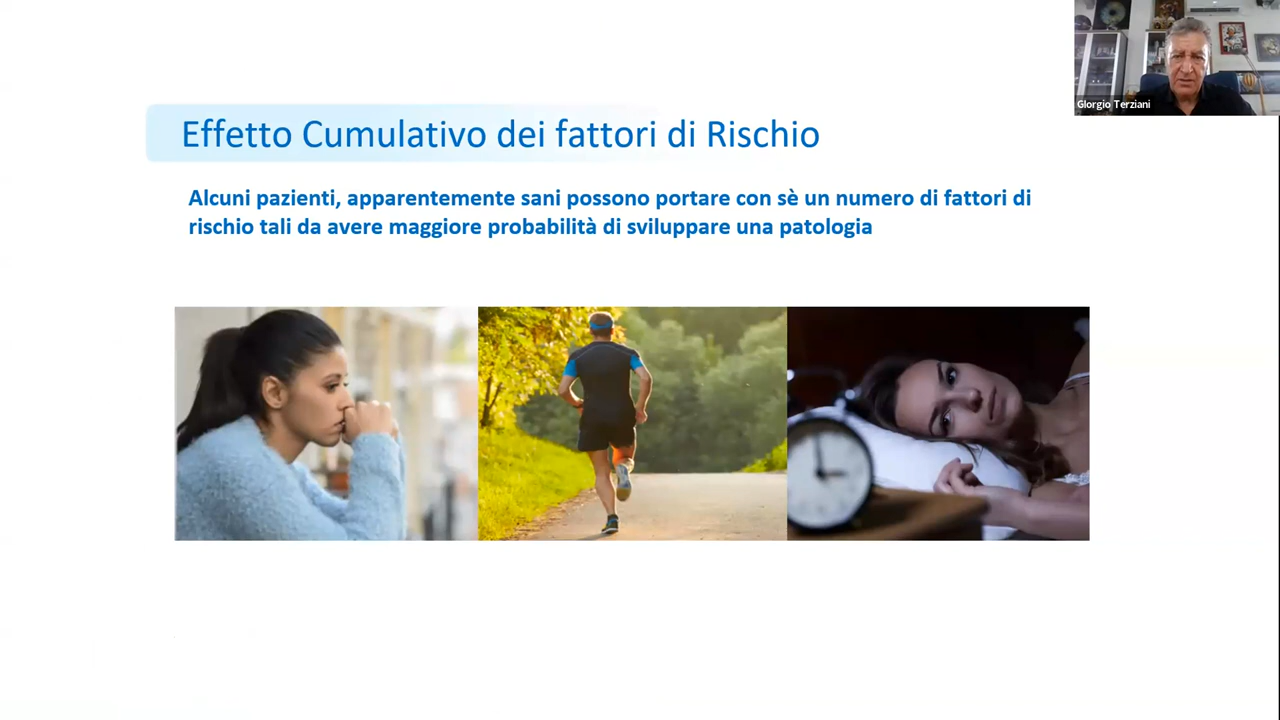 GIorgio Terziani
Effetto Cumulativo dei fattori di Rischio
Alcuni pazienti, apparentemente sani possono portare con sè un numero di fattori di
rischio tali da avere maggiore probabilità di sviluppare una patologia